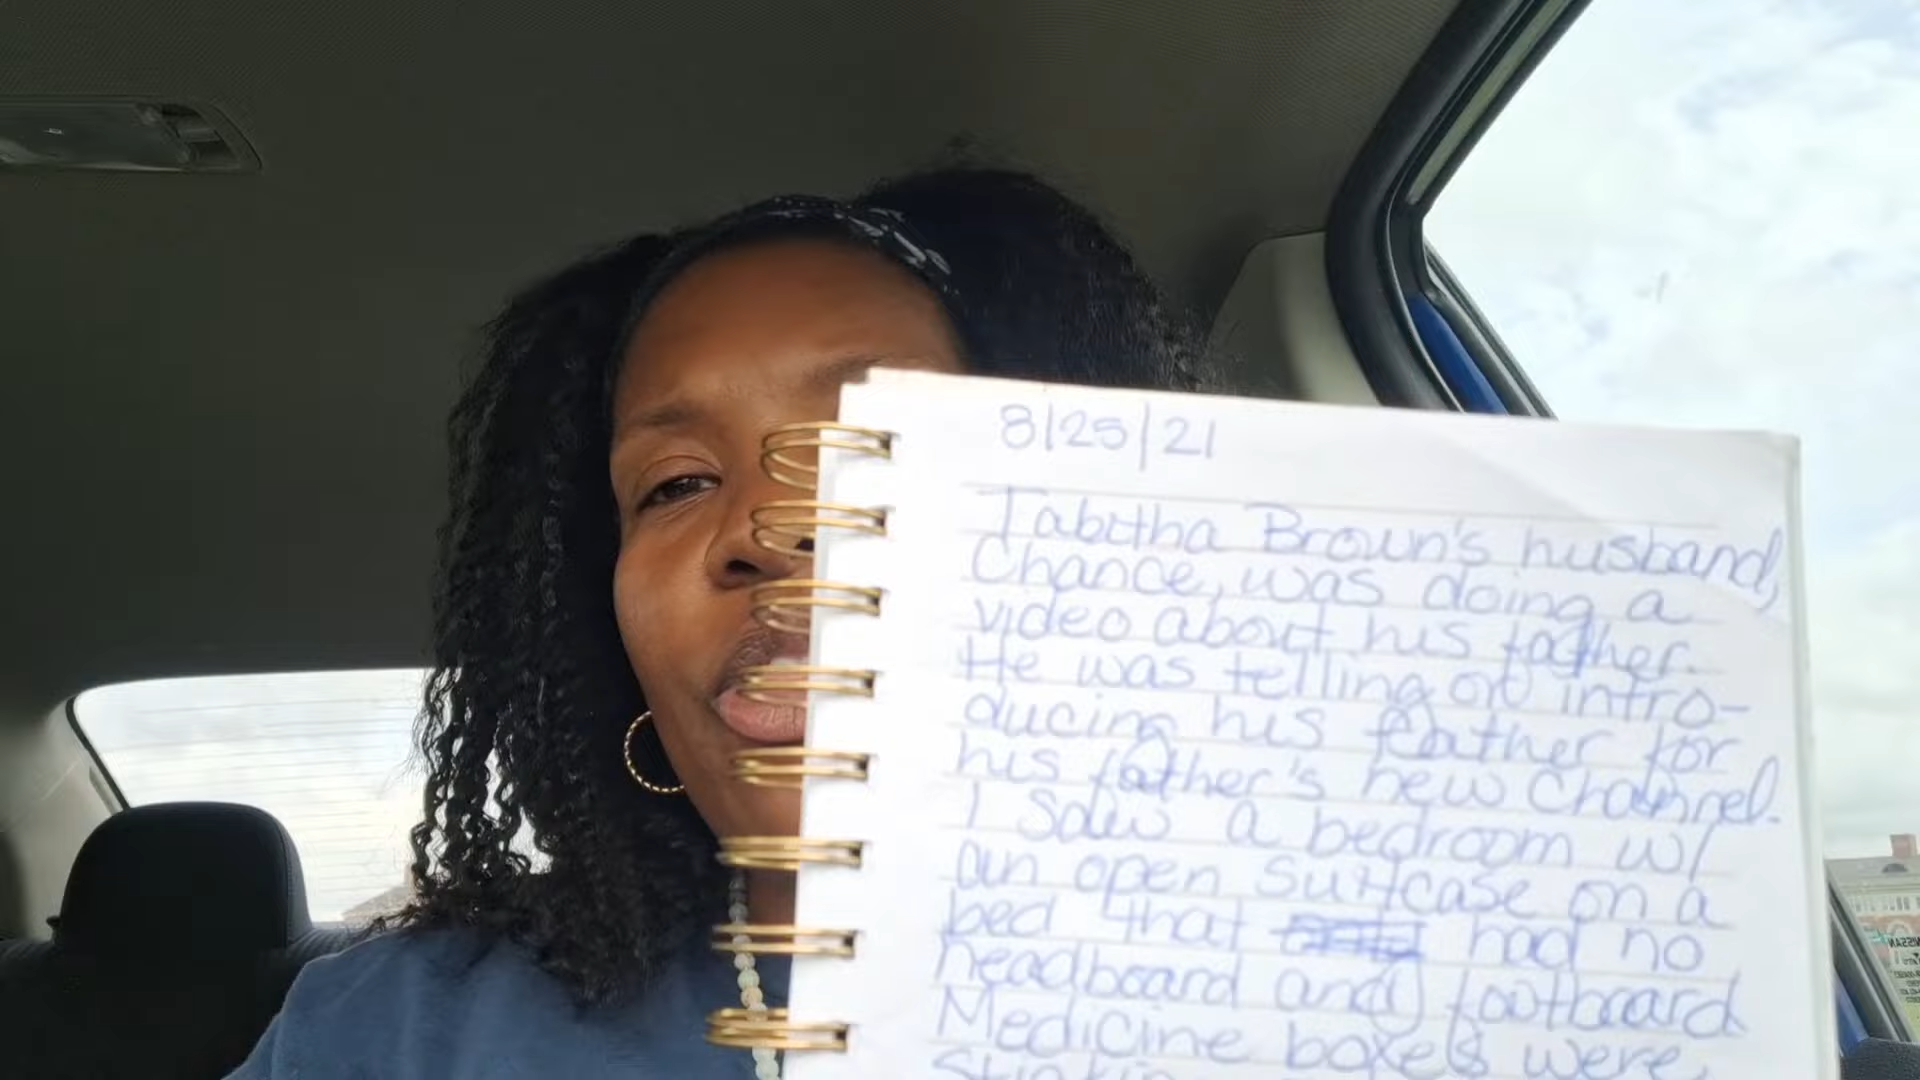 8/25/21
Tabitha Brown's husband,
Chance, was doing a
video about his father.
He was telling or intro-
ducing his father for
his father's new channel.
I saw a bedroom w/
an open suitcase on a
bed that had no
headboard and footboard
Medicine boxes were
NISSAN